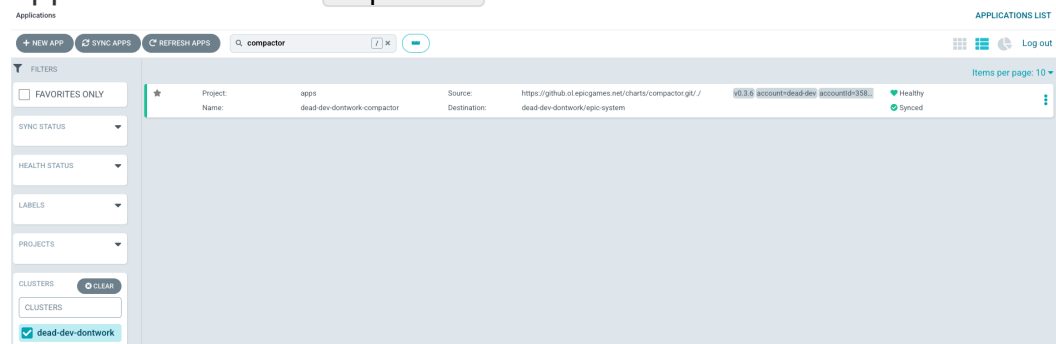 Applications
APPLICATIONS LIST
+ NEW APP
SYNC APPS
REFRESH APPS
compactor
/
Log out
FILTERS
Items per page: 10
FAVORITES ONLY
Project: apps Source: https://github.ol.epicgames.net/charts/compactor.git/./ v0.3.6 account=dead-dev accountId=358... Healthy
Name: dead-dev-dontwork-compactor Destination: dead-dev-dontwork/epic-system Synced
SYNC STATUS
HEALTH STATUS
LABELS
PROJECTS
CLUSTERS
CLEAR
CLUSTERS
dead-dev-dontwork